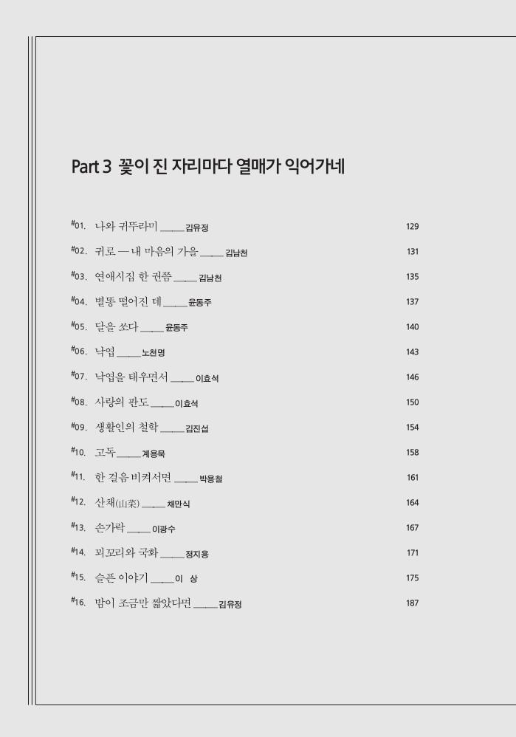 Part 3 꽃이 진 자리마다 열매가 익어가네
#01. 나와 귀뚜라미 _____ 김유정 129
#02. 귀로 — 내 마음의 가을 _____ 김남천 131
#03. 연애시집 한 권쯤 _____ 김남천 135
#04. 별똥 떨어진 데 _____ 윤동주 137
#05. 달을 쏘다 _____ 윤동주 140
#06. 낙엽 _____ 노천명 143
#07. 낙엽을 태우면서 _____ 이효석 146
#08. 사랑의 판도 _____ 이효석 150
#09. 생활인의 철학 _____ 김진섭 154
#10. 고독 _____ 계용묵 158
#11. 한 걸음 비켜서면 _____ 박용철 161
#12. 산채(山菜) _____ 채만식 164
#13. 손가락 _____ 이광수 167
#14. 꾀꼬리와 국화 _____ 정지용 171
#15. 슬픈 이야기 _____ 이 상 175
#16. 밤이 조금만 짧았다면 _____ 김유정 187